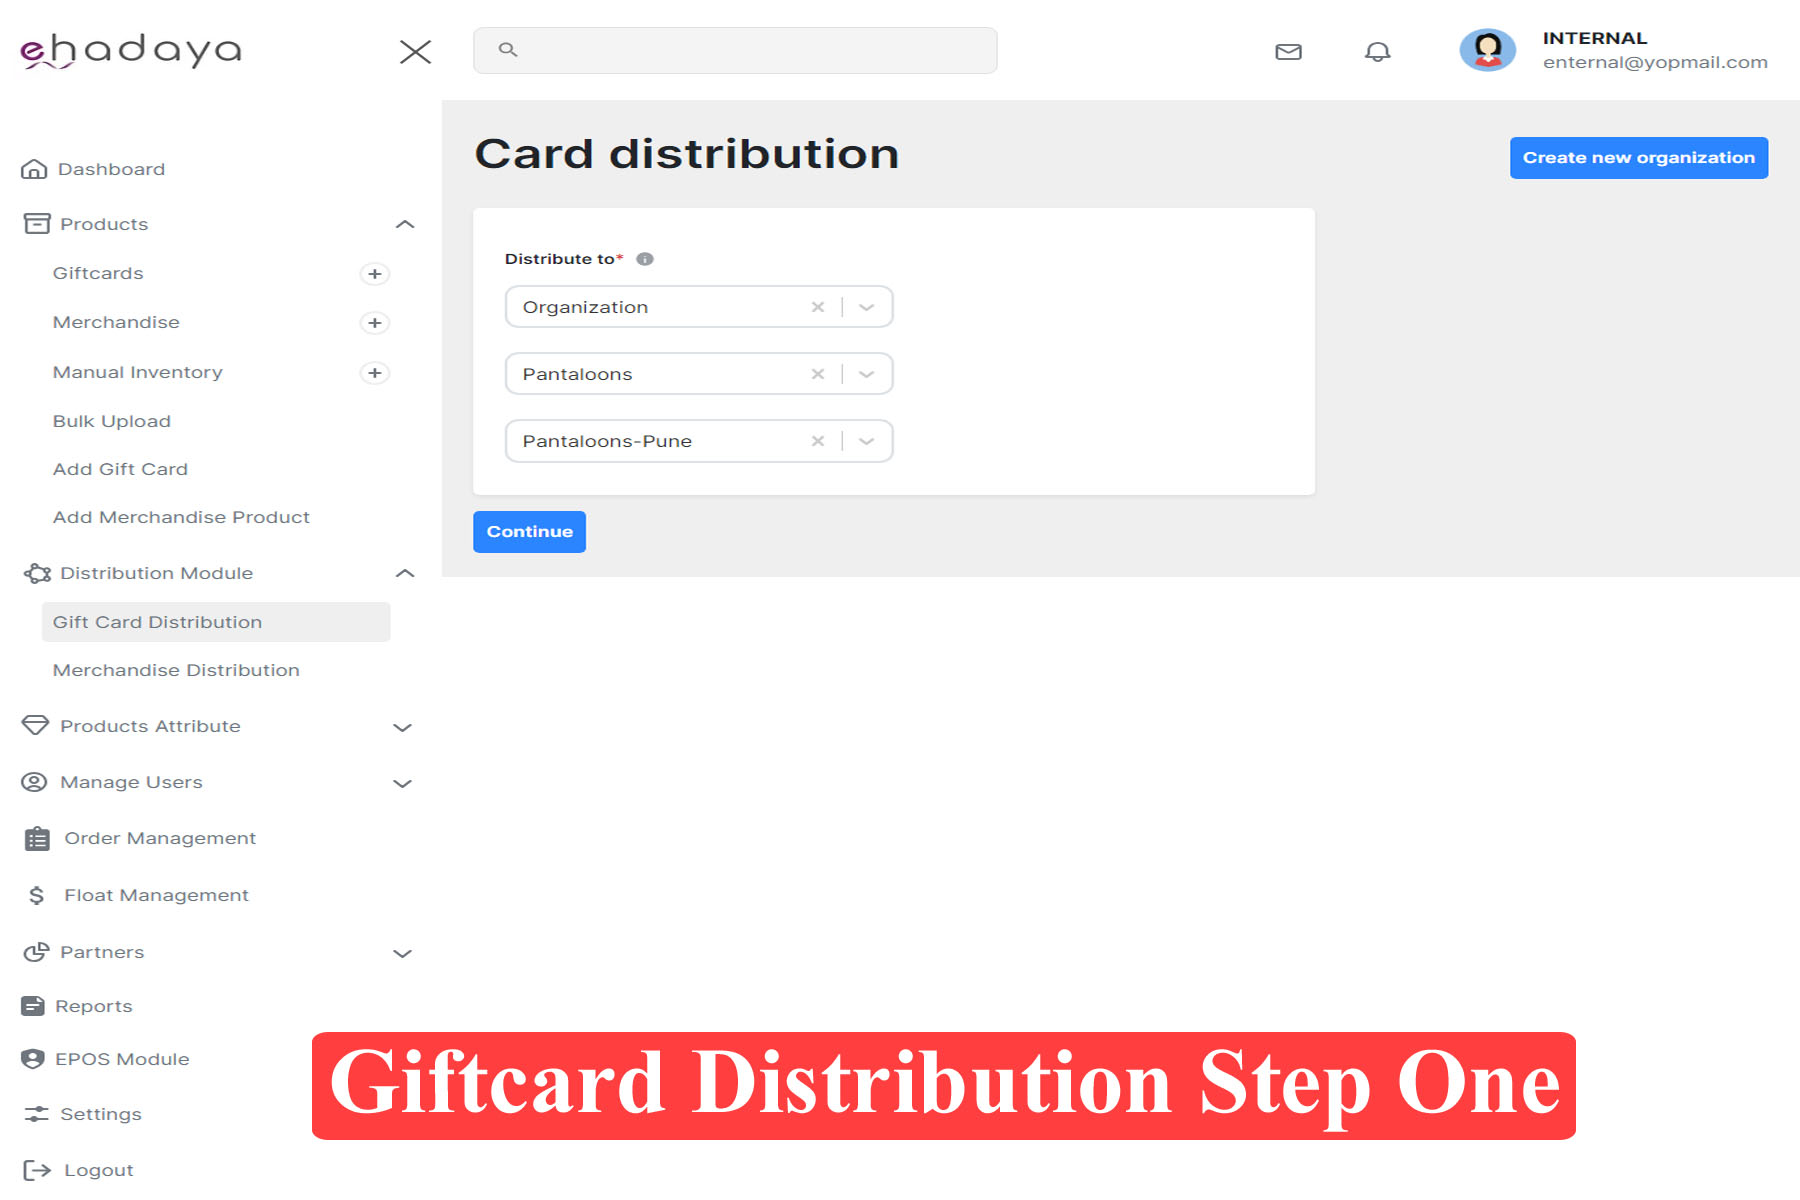 ehadaya
INTERNAL
enternal@yopmail.com
Dashboard
Products
Giftcards
Merchandise
Manual Inventory
Bulk Upload
Add Gift Card
Add Merchandise Product
Distribution Module
Gift Card Distribution
Merchandise Distribution
Products Attribute
Manage Users
Order Management
Float Management
Partners
Reports
EPOS Module
Settings
Logout
Card distribution
Create new organization
Distribute to*
Organization
Pantaloons
Pantaloons-Pune
Continue
Giftcard Distribution Step One